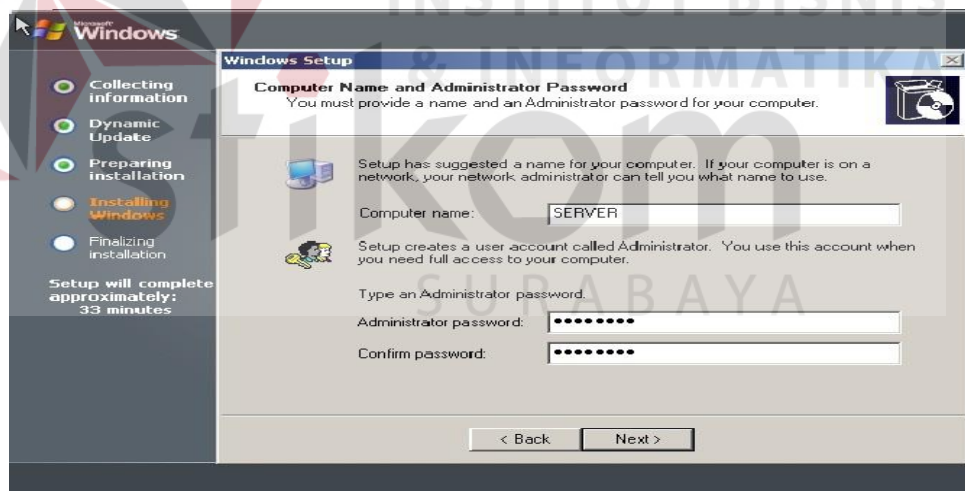 INSTITUT BISNIS
& INFORMATIKA
stikom
SURABAYA
Microsoft
Windows
Collecting
information
Dynamic
Update
Preparing
installation
Installing
Windows
Finalizing
installation
Setup will complete
approximately:
33 minutes
Windows Setup
Computer Name and Administrator Password
You must provide a name and an Administrator password for your computer.
Setup has suggested a name for your computer. If your computer is on a
network, your network administrator can tell you what name to use.
Computer name: SERVER
Setup creates a user account called Administrator. You use this account when
you need full access to your computer.
Type an Administrator password.
Administrator password: ••••••••
Confirm password: ••••••••
< Back Next >